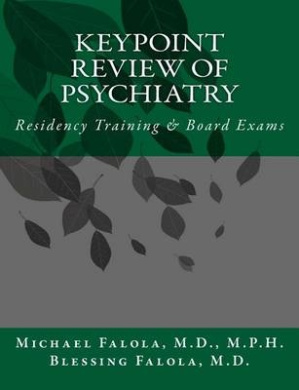 KEYPOINT
REVIEW OF
PSYCHIATRY
Residency Training & Board Exams
MICHAEL FALOLA, M.D., M.P.H.
BLESSING FALOLA, M.D.